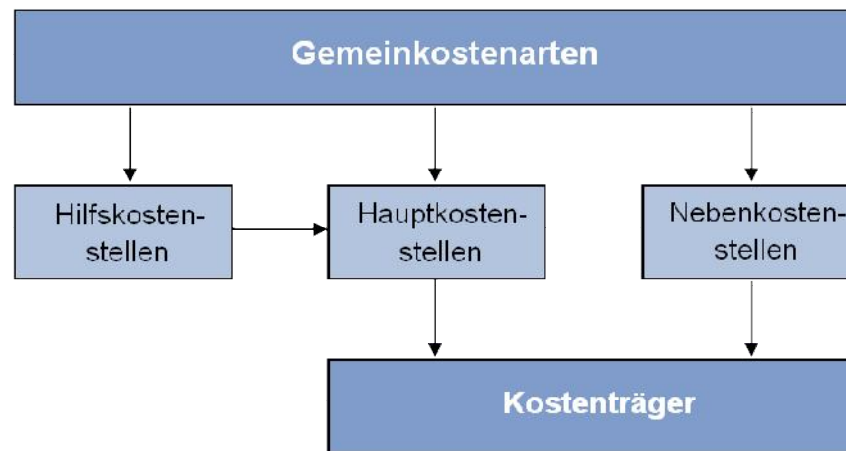 Gemeinkostenarten
Hilfskosten-
stellen
Hauptkosten-
stellen
Nebenkosten-
stellen
Kostenträger